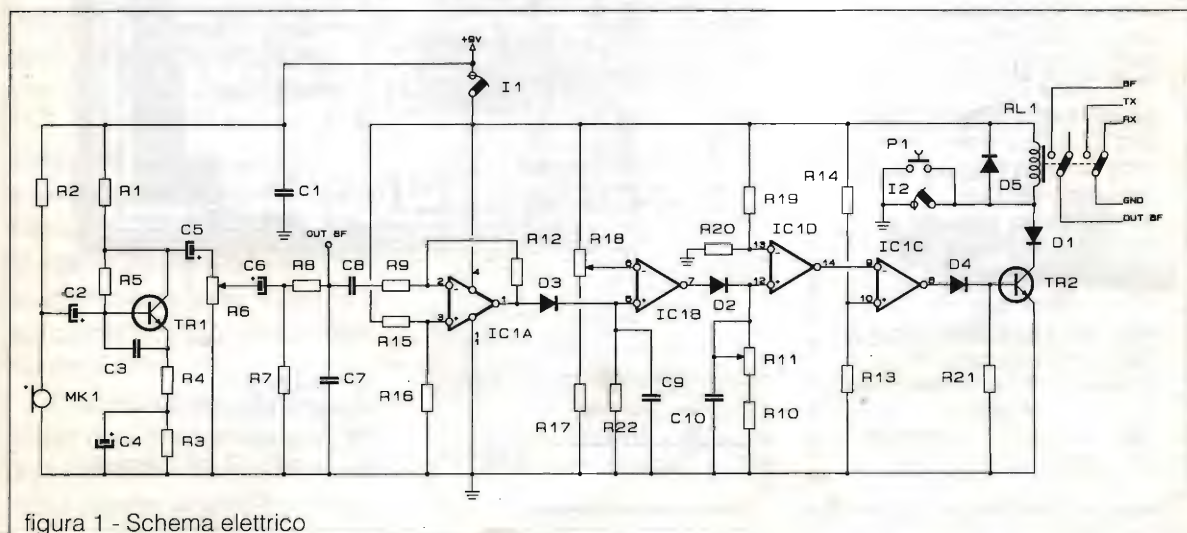 +9V
I1
BF
TX
RX
RL1
P1
I2
D5
GND
OUT BF
D1
R2
R1
C1
R14
R19
C5
R12
R18
R20
13
IC1D
12
14
IC1C
OUT BF
C6
R8
C8
R9
2
4
3
1
11
IC1A
D3
6
5
7
IC1B
D2
9
10
8
D4
TR2
R5
C2
TR1
R6
R15
C3
R4
R7
C7
R16
MK1
C4
R3
R17
R22
C9
C10
R11
R10
R13
R21
figura 1 - Schema elettrico